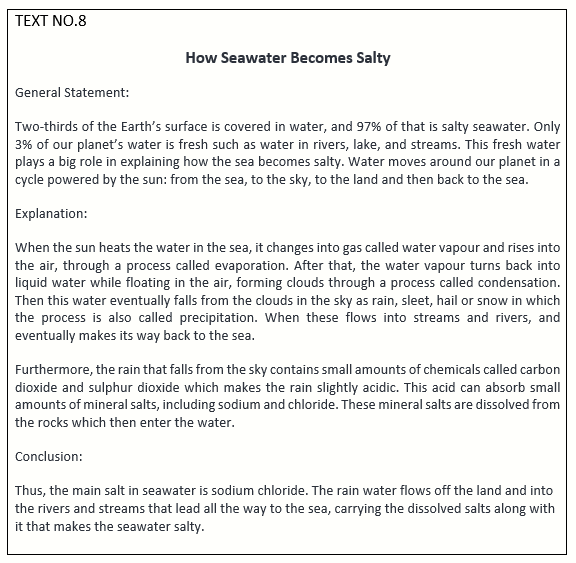 TEXT NO.8
How Seawater Becomes Salty
General Statement:
Two-thirds of the Earth's surface is covered in water, and 97% of that is salty seawater. Only
3% of our planet's water is fresh such as water in rivers, lake, and streams. This fresh water
plays a big role in explaining how the sea becomes salty. Water moves around our planet in a
cycle powered by the sun: from the sea, to the sky, to the land and then back to the sea.
Explanation:
When the sun heats the water in the sea, it changes into gas called water vapour and rises into
the air, through a process called evaporation. After that, the water vapour turns back into
liquid water while floating in the air, forming clouds through a process called condensation.
Then this water eventually falls from the clouds in the sky as rain, sleet, hail or snow in which
the process is also called precipitation. When these flows into streams and rivers, and
eventually makes its way back to the sea.
Furthermore, the rain that falls from the sky contains small amounts of chemicals called carbon
dioxide and sulphur dioxide which makes the rain slightly acidic. This acid can absorb small
amounts of mineral salts, including sodium and chloride. These mineral salts are dissolved from
the rocks which then enter the water.
Conclusion:
Thus, the main salt in seawater is sodium chloride. The rain water flows off the land and into
the rivers and streams that lead all the way to the sea, carrying the dissolved salts along with
it that makes the seawater salty.